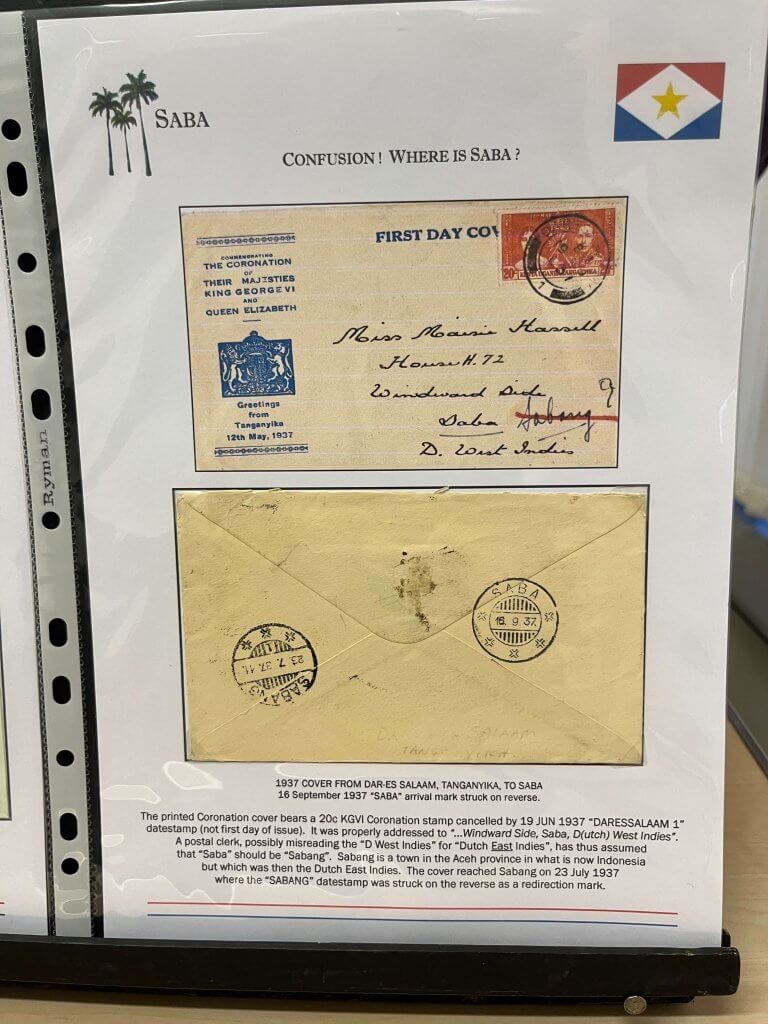 SABA
CONFUSION! WHERE IS SABA?
FIRST DAY COV
COMMEMORATING
THE CORONATION
OF
THEIR MAJESTIES
KING GEORGE VI
AND
QUEEN ELIZABETH
Greetings
from
Tanganyika
12th May, 1937
20c KENYA UGANDA TANGANYIKA
Miss Maisie Hassell
House H. 72
Windward Side
Saba Sabang ?
D. West Indies
SABA
16. 9. 37.
23. 7. 37. 11
SABANG
SALAAM
1937 COVER FROM DAR-ES SALAAM, TANGANYIKA, TO SABA
16 September 1937 "SABA" arrival mark struck on reverse.
The printed Coronation cover bears a 20c KGVI Coronation stamp cancelled by 19 JUN 1937 "DARESSALAAM 1"
datestamp (not first day of issue). It was properly addressed to "...Windward Side, Saba, D(utch) West Indies".
A postal clerk, possibly misreading the "D West Indies" for "Dutch East Indies", has thus assumed
that "Saba" should be "Sabang". Sabang is a town in the Aceh province in what is now Indonesia
but which was then the Dutch East Indies. The cover reached Sabang on 23 July 1937
where the "SABANG" datestamp was struck on the reverse as a redirection mark.
Ryman